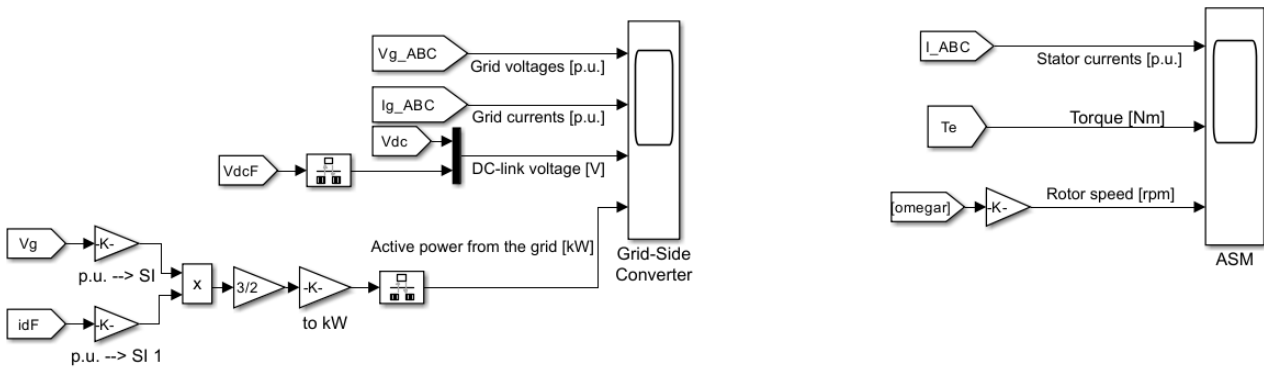 Vg_ABC
Grid voltages [p.u.]
Ig_ABC
Grid currents [p.u.]
Vdc
VdcF
DC-link voltage [V]
Vg
-K-
p.u. --> SI
idF
-K-
p.u. --> SI 1
x
3/2
-K-
to kW
Active power from the grid [kW]
Grid-Side
Converter
I_ABC
Stator currents [p.u.]
Te
Torque [Nm]
[omegar]
-K-
Rotor speed [rpm]
ASM